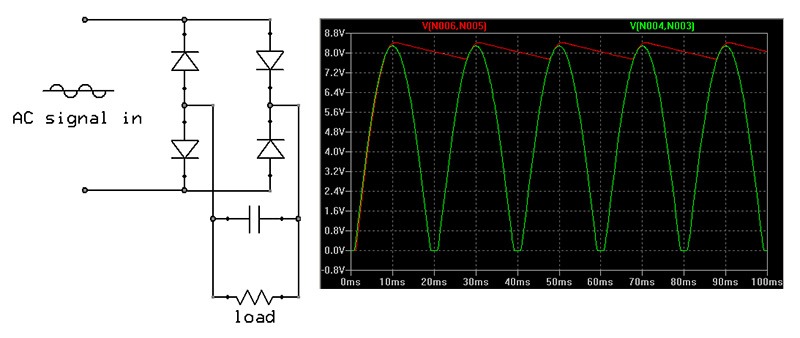 AC signal in
load
V(N006,N005) V(N004,N003)
8.8V
8.0V
7.2V
6.4V
5.6V
4.8V
4.0V
3.2V
2.4V
1.6V
0.8V
0.0V
-0.8V
0ms 10ms 20ms 30ms 40ms 50ms 60ms 70ms 80ms 90ms 100ms